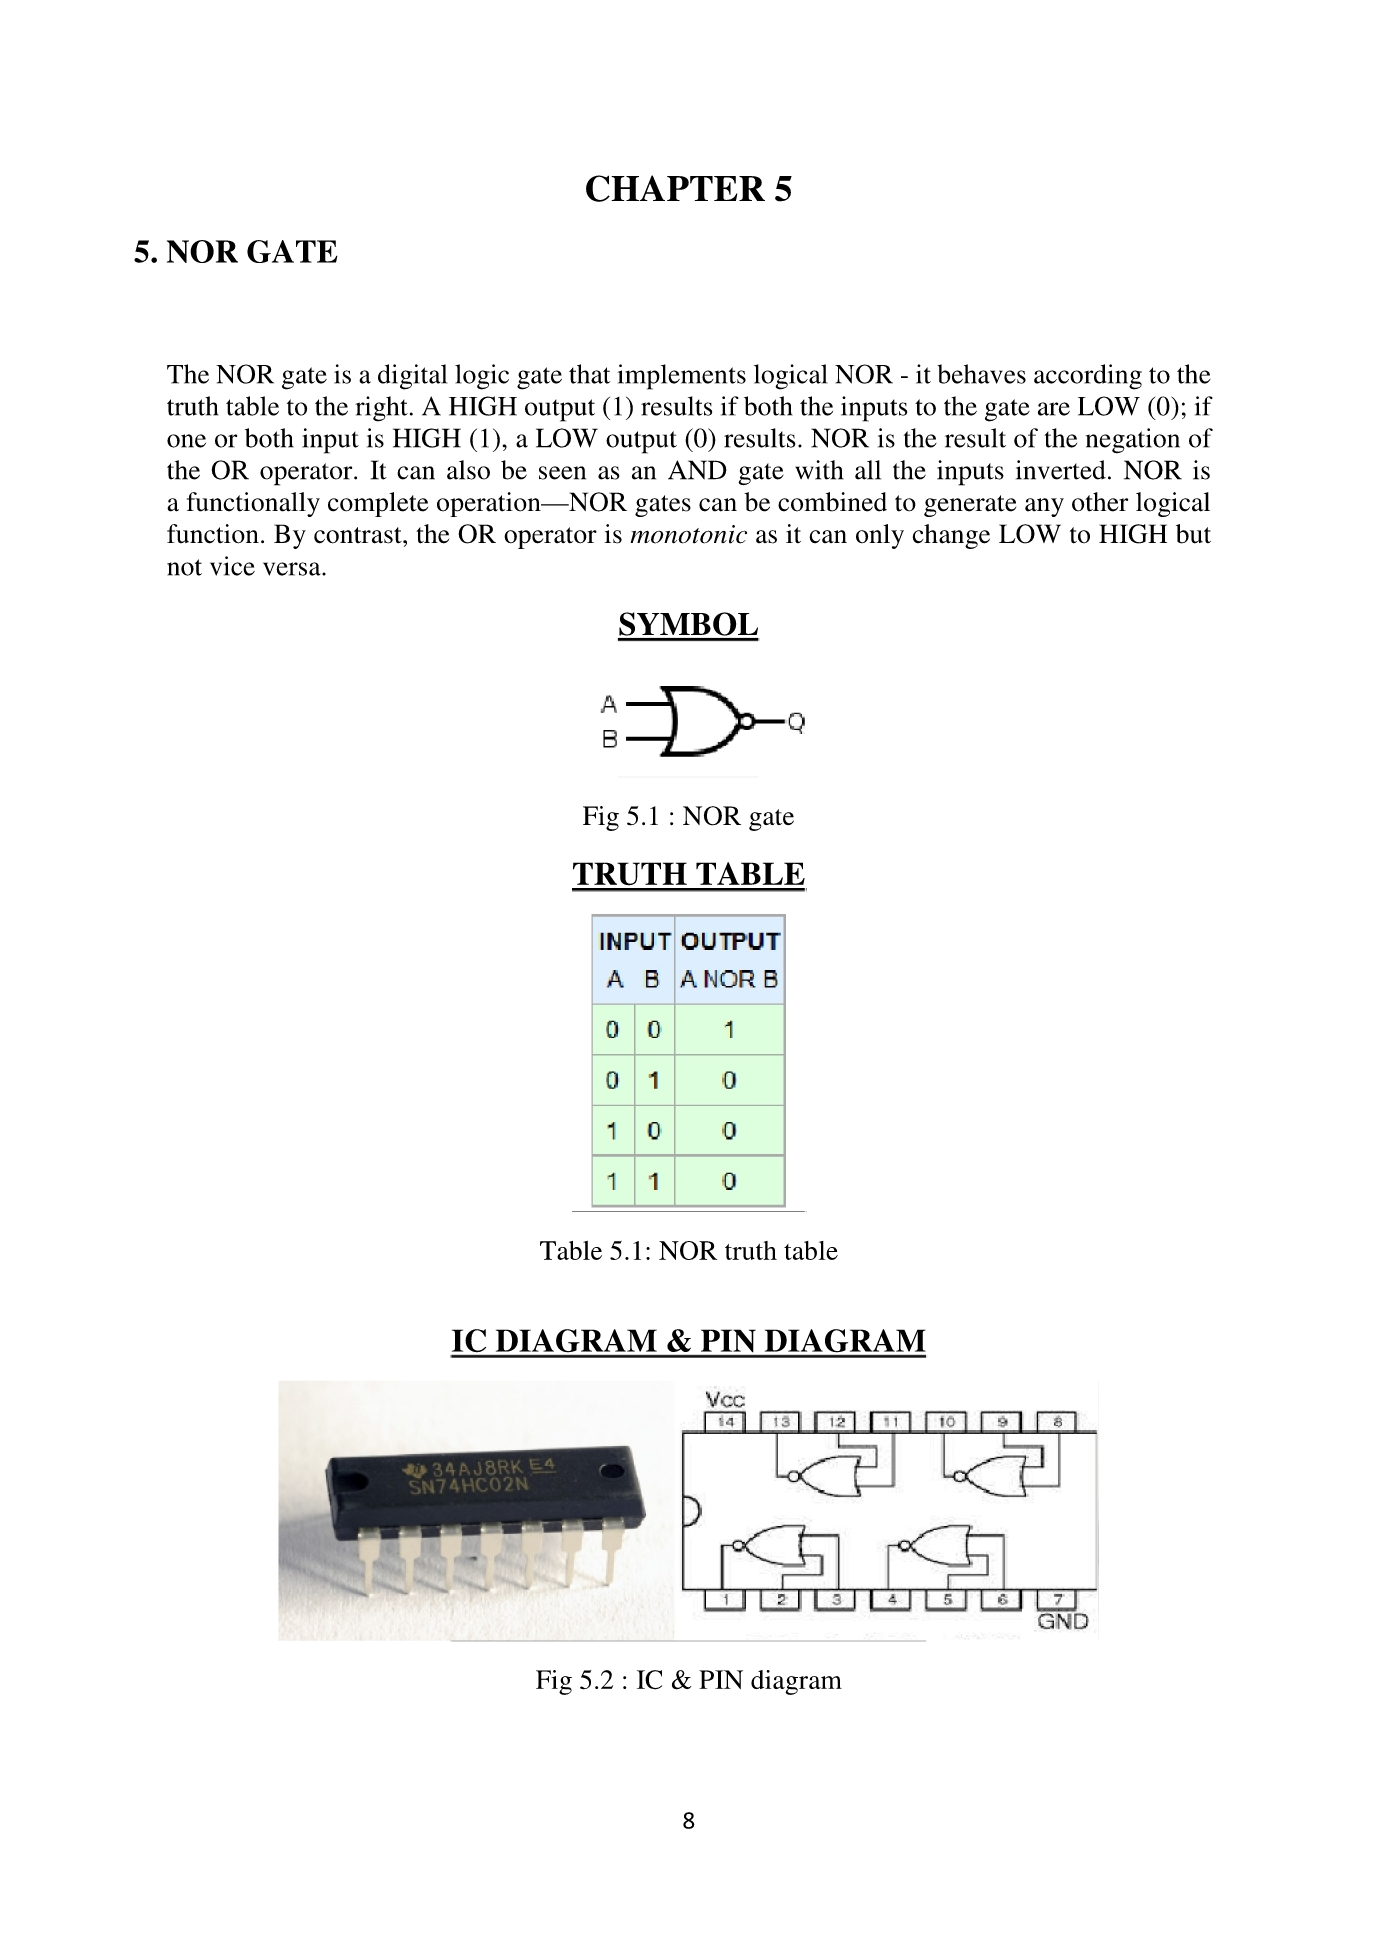 CHAPTER 5
5. NOR GATE
The NOR gate is a digital logic gate that implements logical NOR - it behaves according to the
truth table to the right. A HIGH output (1) results if both the inputs to the gate are LOW (0); if
one or both input is HIGH (1), a LOW output (0) results. NOR is the result of the negation of
the OR operator. It can also be seen as an AND gate with all the inputs inverted. NOR is
a functionally complete operation—NOR gates can be combined to generate any other logical
function. By contrast, the OR operator is monotonic as it can only change LOW to HIGH but
not vice versa.
SYMBOL
A
B
Q
Fig 5.1 : NOR gate
TRUTH TABLE
INPUT OUTPUT
A B A NOR B
0 0 1
0 1 0
1 0 0
1 1 0
Table 5.1: NOR truth table
IC DIAGRAM & PIN DIAGRAM
34AJ8RK E4
SN74HC02N
Vcc
14 13 12 11 10 9 8
1 2 3 4 5 6 7
GND
Fig 5.2 : IC & PIN diagram
8